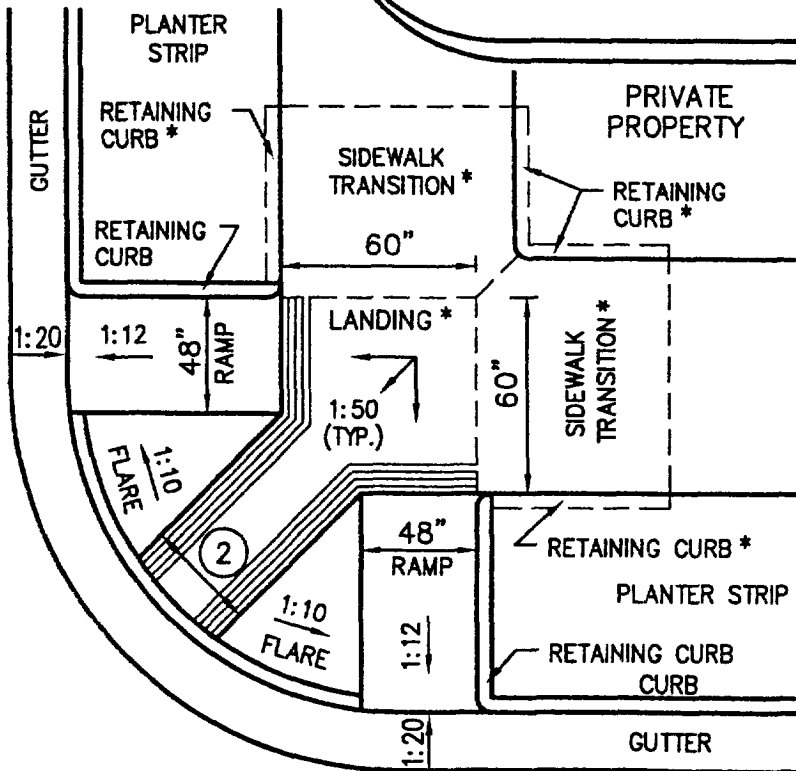 PLANTER
STRIP
RETAINING
CURB *
GUTTER
SIDEWALK
TRANSITION *
PRIVATE
PROPERTY
RETAINING
CURB *
RETAINING
CURB
60"
1:20
1:12
48"
RAMP
LANDING *
1:50
(TYP.)
60"
SIDEWALK
TRANSITION *
1:10
FLARE
2
48"
RAMP
RETAINING CURB *
PLANTER STRIP
1:10
FLARE
1:12
RETAINING CURB
CURB
1:20
GUTTER